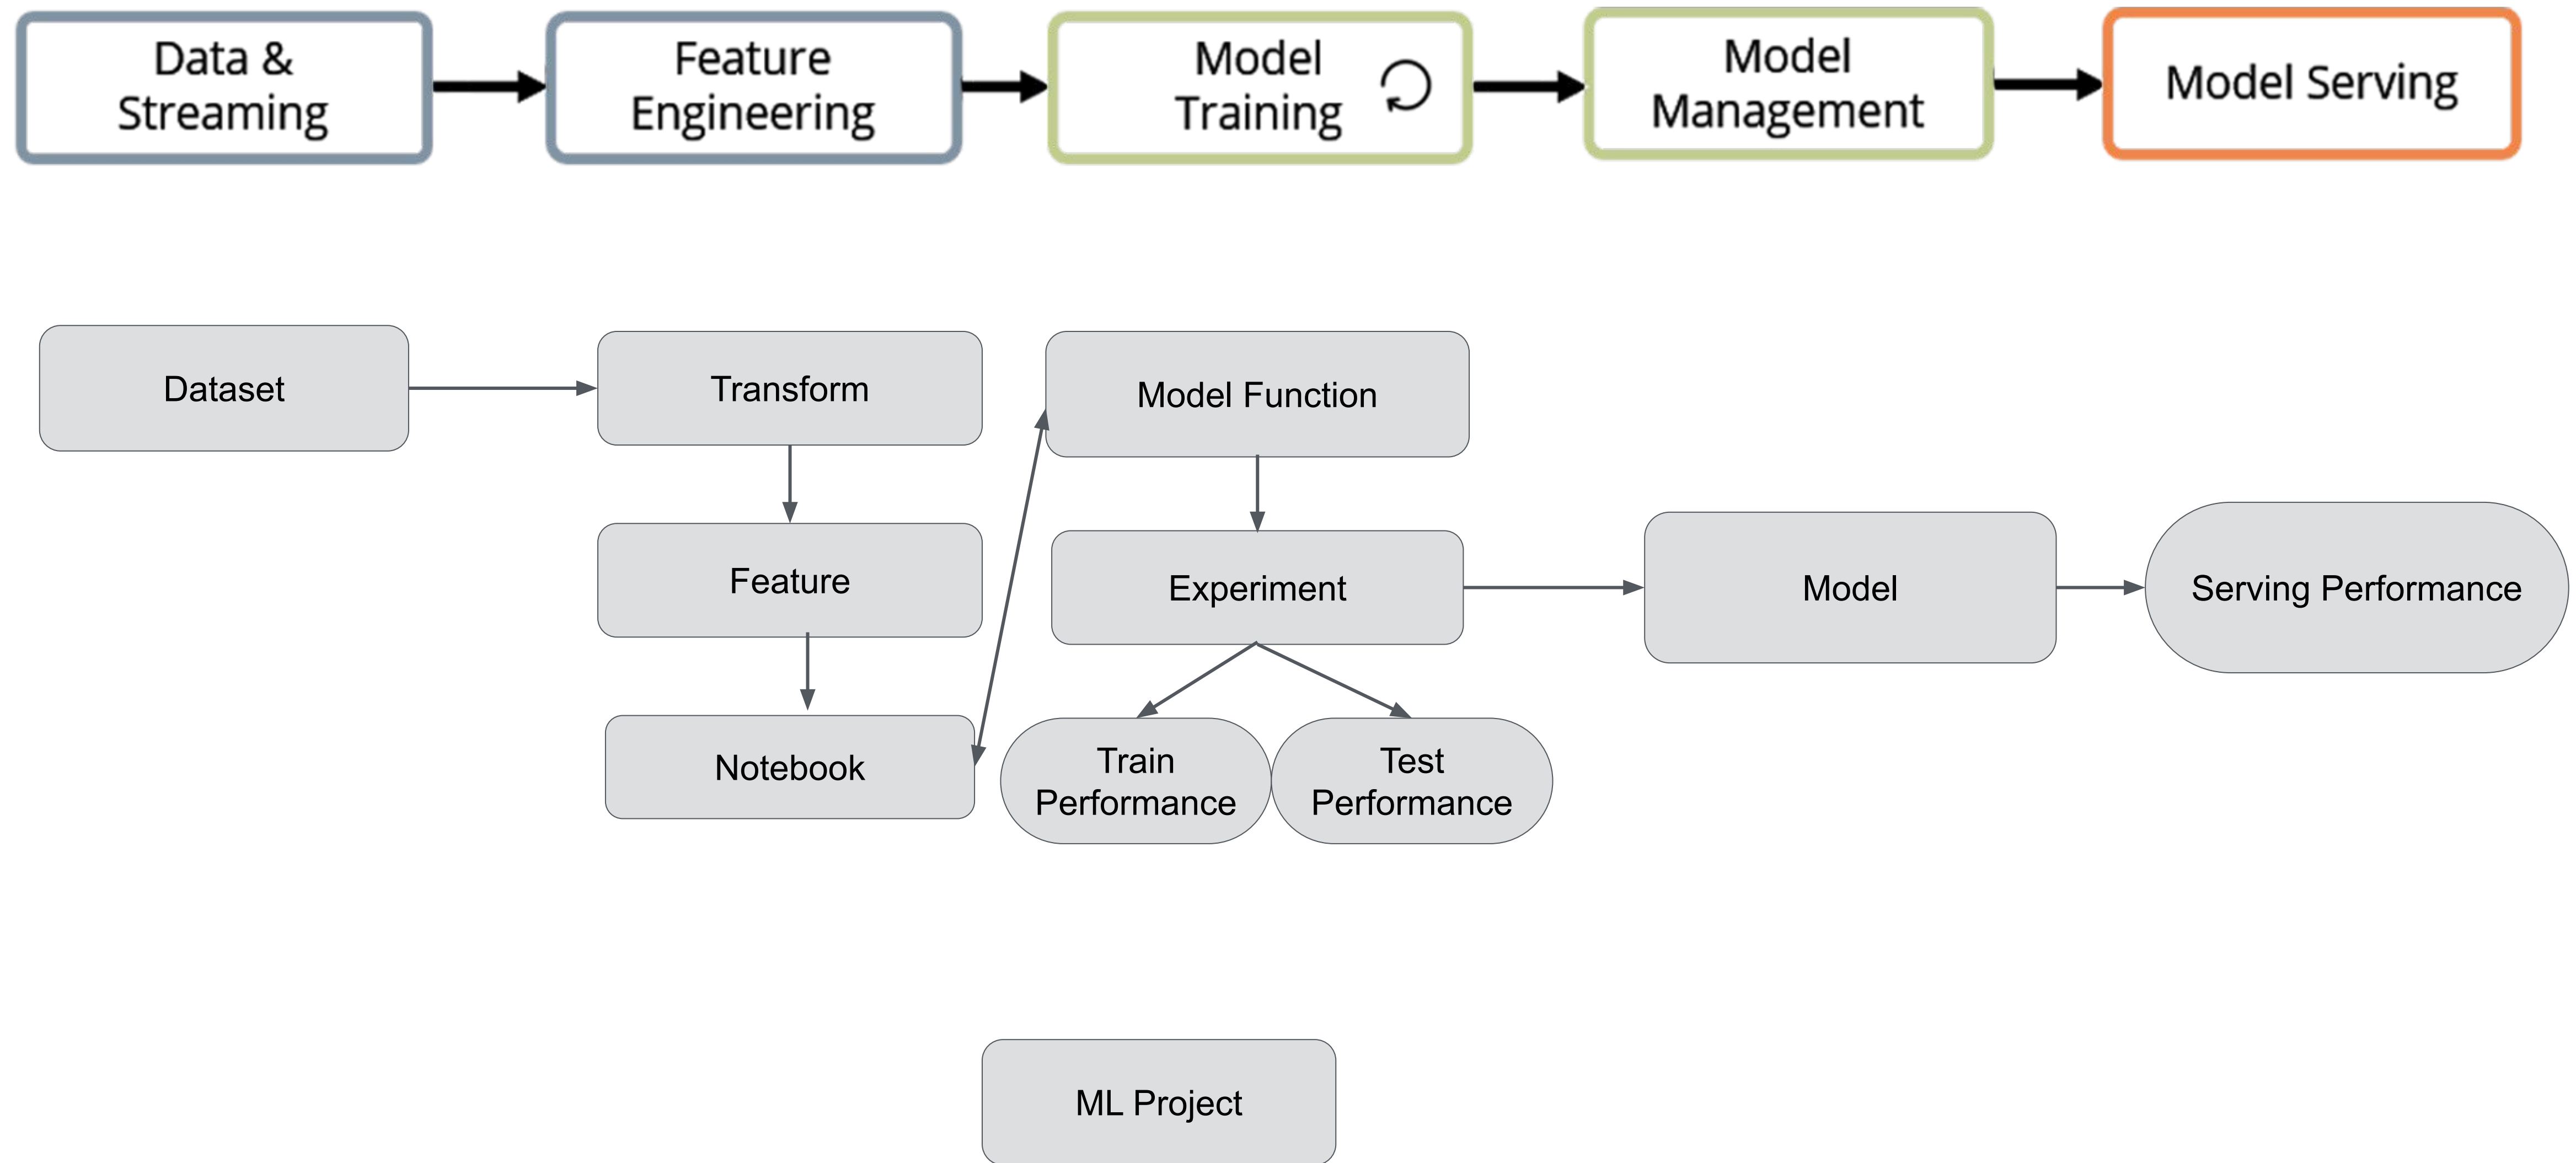 Data &
Streaming
Feature
Engineering
Model
Training
Model
Management
Model Serving
Dataset
Transform
Model Function
Feature
Experiment
Model
Serving Performance
Notebook
Train
Performance
Test
Performance
ML Project